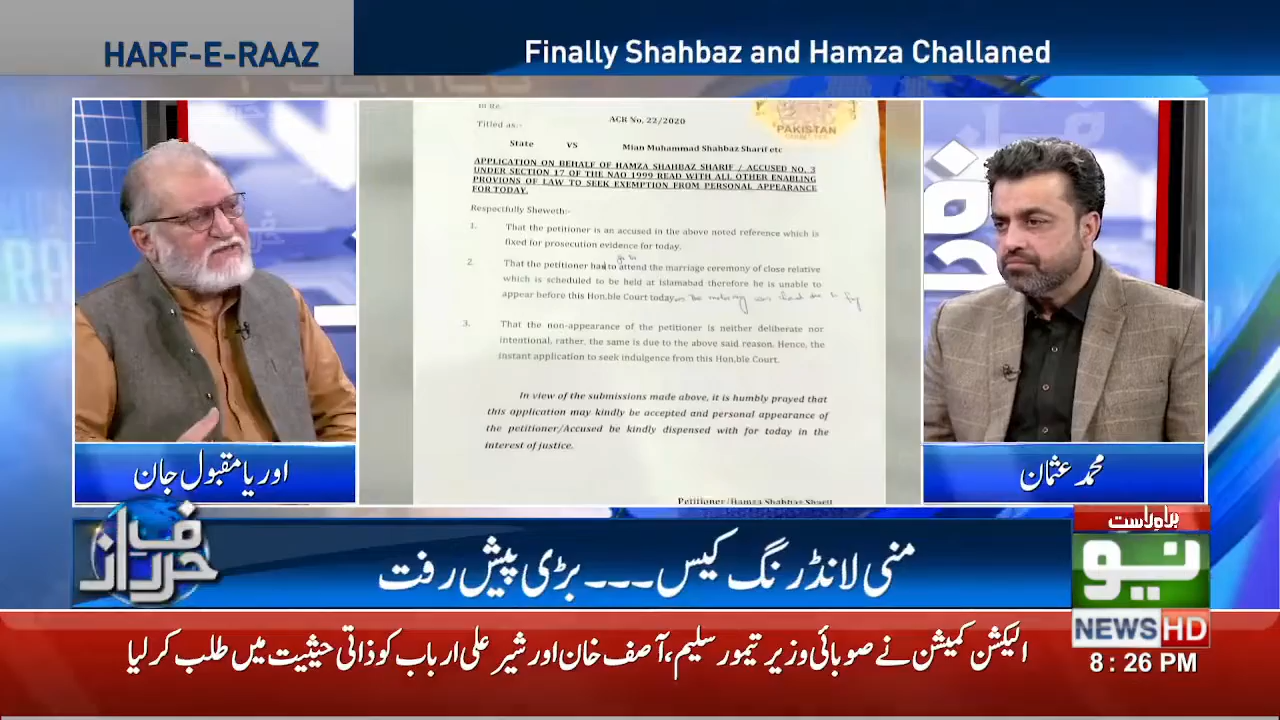 HARF-E-RAAZ
Finally Shahbaz and Hamza Challaned
In Re.
ACR No. 22/2020
Titled as:-
PAKISTAN
State VS Mian Muhammad Shahbaz Sharif etc
APPLICATION ON BEHALF OF HAMZA SHAHBAZ SHARIF / ACCUSED NO. 3
UNDER SECTION 17 OF THE NAO 1999 READ WITH ALL OTHER ENABLING
PROVIONS OF LAW TO SEEK EXEMPTION FROM PERSONAL APPEARANCE
FOR TODAY.
Respectfully Sheweth:-
1. That the petitioner is an accused in the above noted reference which is
fixed for prosecution evidence for today.
2. That the petitioner had to attend the marriage ceremony of close relative
which is scheduled to be held at Islamabad therefore he is unable to
appear before this Hon,ble Court today
3. That the non-appearance of the petitioner is neither deliberate nor
intentional, rather, the same is due to the above said reason. Hence, the
instant application to seek indulgence from this Hon,ble Court.
In view of the submissions made above, it is humbly prayed that
this application may kindly be accepted and personal appearance of
the petitioner/Accused be kindly dispensed with for today in the
interest of justice.
Petitioner/Hamza Shahbaz Sharif
اوریا مقبول جان
محمد عثمان
حرف راز
منی لانڈرنگ کیس ۔۔۔ بڑی پیش رفت
براہ راست
نیو
NEWS HD
8:26 PM
الیکشن کمیشن نے صوبائی وزیر تیمور سلیم، آصف خان اور شیر علی ارباب کو ذاتی حیثیت میں طلب کر لیا